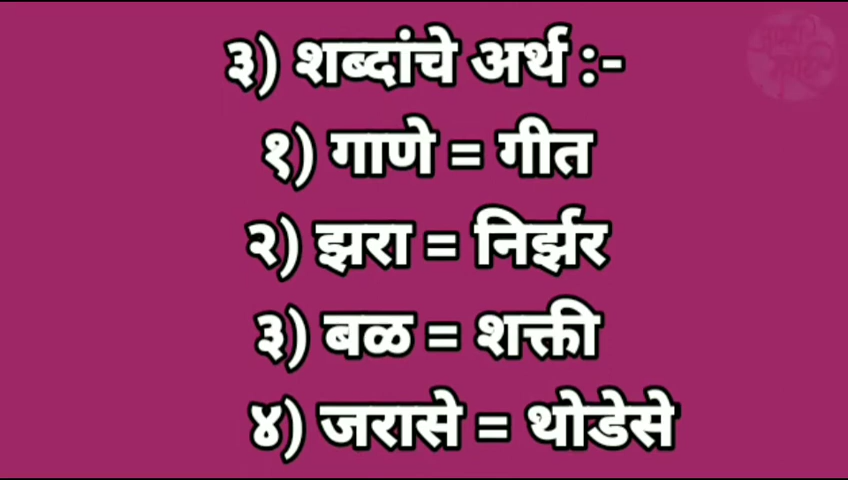 ३) शब्दांचे अर्थ :-
१) गाणे = गीत
२) झरा = निर्झर
३) बळ = शक्ती
४) जरासे = थोडेसे